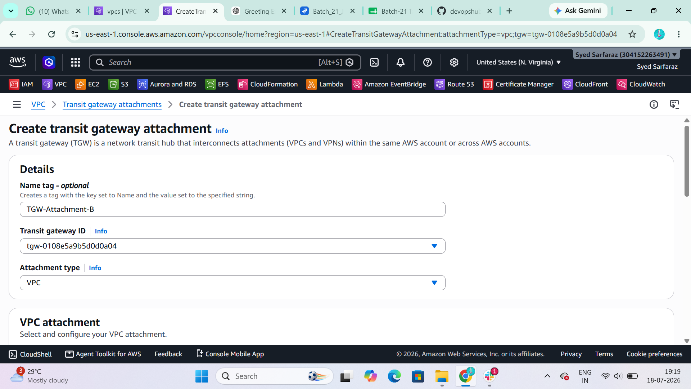 (10) Whats
vpcs | VPC
CreateTran
Greeting E
Batch_21_
Batch-21 I
devopshu
Ask Gemini
us-east-1.console.aws.amazon.com/vpcconsole/home?region=us-east-1#CreateTransitGatewayAttachment:attachmentType=vpc;tgw=tgw-0108e5a9b5d0d0a04
aws
Search
[Alt+S]
United States (N. Virginia)
Syed Sarfaraz (304152263491)
Syed Sarfaraz
IAM
VPC
EC2
S3
Aurora and RDS
EFS
CloudFormation
Lambda
Amazon EventBridge
Route 53
Certificate Manager
CloudFront
CloudWatch
VPC > Transit gateway attachments > Create transit gateway attachment
Create transit gateway attachment Info
A transit gateway (TGW) is a network transit hub that interconnects attachments (VPCs and VPNs) within the same AWS account or across AWS accounts.
Details
Name tag - optional
Creates a tag with the key set to Name and the value set to the specified string.
TGW-Attachment-B
Transit gateway ID Info
tgw-0108e5a9b5d0d0a04
Attachment type Info
VPC
VPC attachment
Select and configure your VPC attachment.
CloudShell
Agent Toolkit for AWS
Feedback
Console Mobile App
© 2026, Amazon Web Services, Inc. or its affiliates.
Privacy
Terms
Cookie preferences
2
29°C
Mostly cloudy
Search
ENG
IN
19:19
18-07-2026